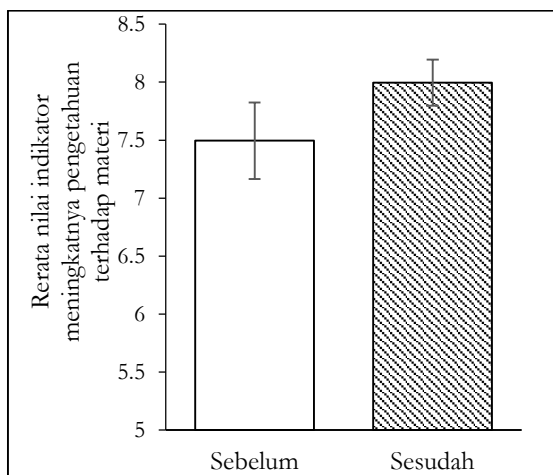 Rerata nilai indikator
meningkatnya pengetahuan
terhadap materi
8.5
8
7.5
7
6.5
6
5.5
5
Sebelum
Sesudah